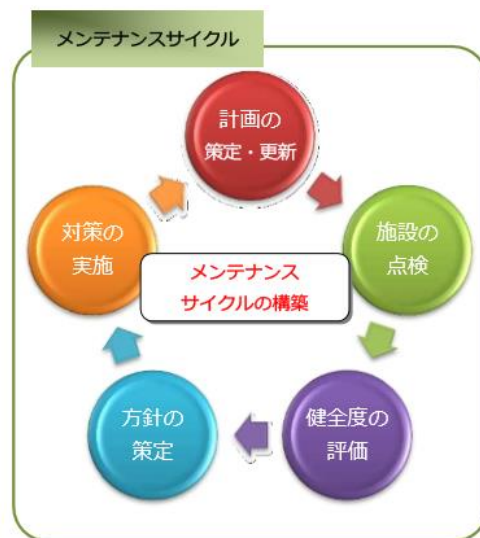 メンテナンスサイクル
計画の
策定・更新
施設の
点検
健全度の
評価
方針の
策定
対策の
実施
メンテナンス
サイクルの構築